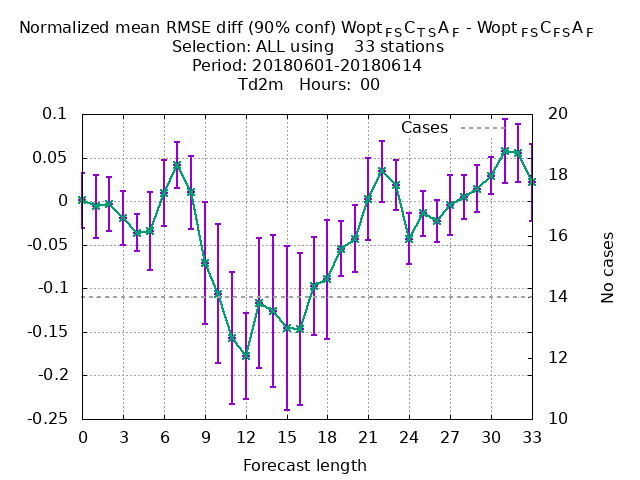 Normalized mean RMSE diff (90% conf) Wopt FS C TS A F - Wopt FS C FS A F
Selection: ALL using 33 stations
Period: 20180601-20180614
Td2m Hours: 00
Cases
0.1
0.05
0
-0.05
-0.1
-0.15
-0.2
-0.25
20
18
16
14
12
10
No cases
0 3 6 9 12 15 18 21 24 27 30 33
Forecast length